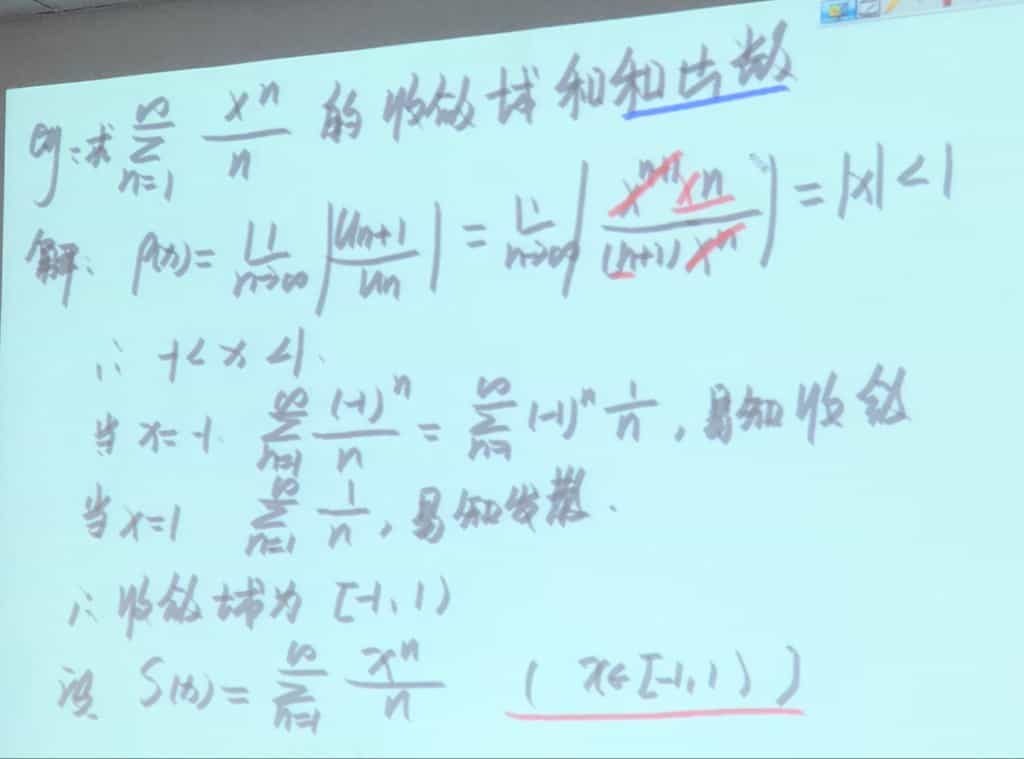 eg:求 $\sum_{n=1}^{\infty} \frac{x^n}{n}$ 的收敛域和和函数
解: $\rho(x) = \lim_{n\to\infty} \left|\frac{u_{n+1}}{u_n}\right| = \lim_{n\to\infty} \left|\frac{x^{n+1} x n}{(n+1) x^n}\right| = |x| < 1$
∴ -1<x<1.
当 x=-1 $\sum_{n=1}^{\infty} \frac{(-1)^n}{n} = \sum_{n=1}^{\infty} (-1)^n \frac{1}{n}$, 易知收敛
当 x=1 $\sum_{n=1}^{\infty} \frac{1}{n}$, 易知发散.
∴收敛域为 [-1,1)
设 $S(x) = \sum_{n=1}^{\infty} \frac{x^n}{n}$ ( x∈[-1,1) )